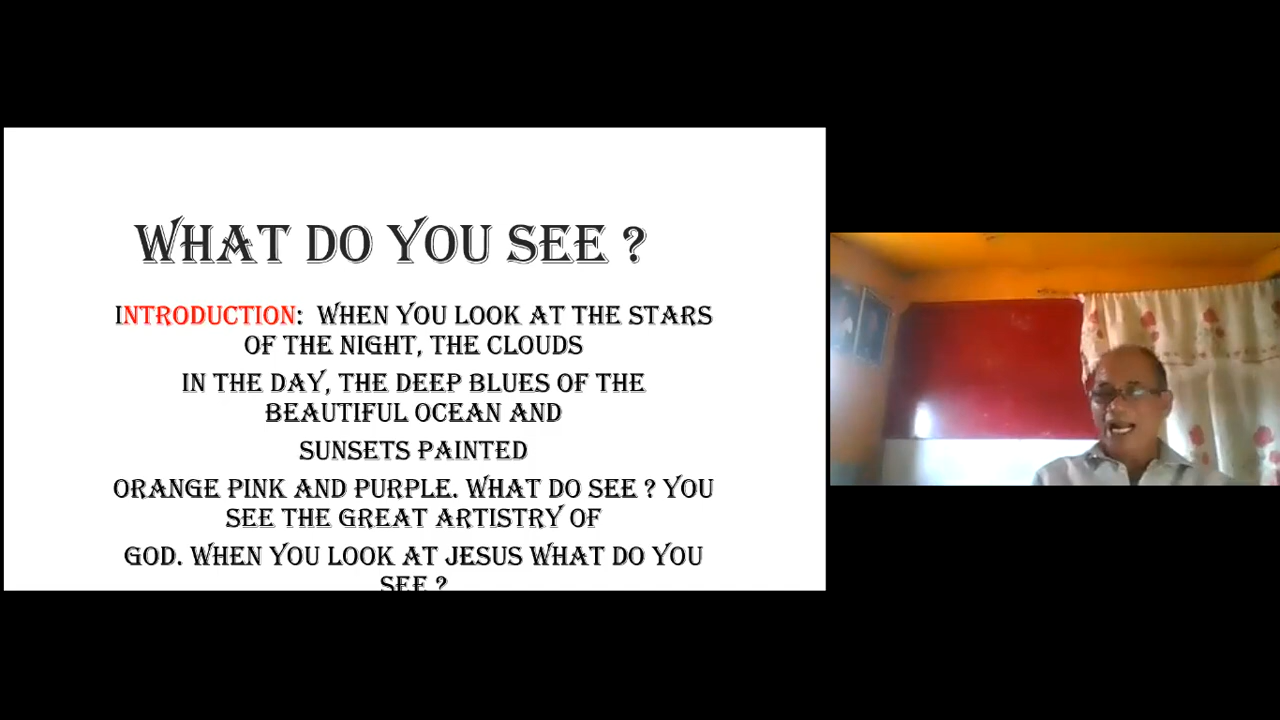 WHAT DO YOU SEE ?
INTRODUCTION: WHEN YOU LOOK AT THE STARS
OF THE NIGHT, THE CLOUDS
IN THE DAY, THE DEEP BLUES OF THE
BEAUTIFUL OCEAN AND
SUNSETS PAINTED
ORANGE PINK AND PURPLE. WHAT DO SEE ? YOU
SEE THE GREAT ARTISTRY OF
GOD. WHEN YOU LOOK AT JESUS WHAT DO YOU
SEE ?